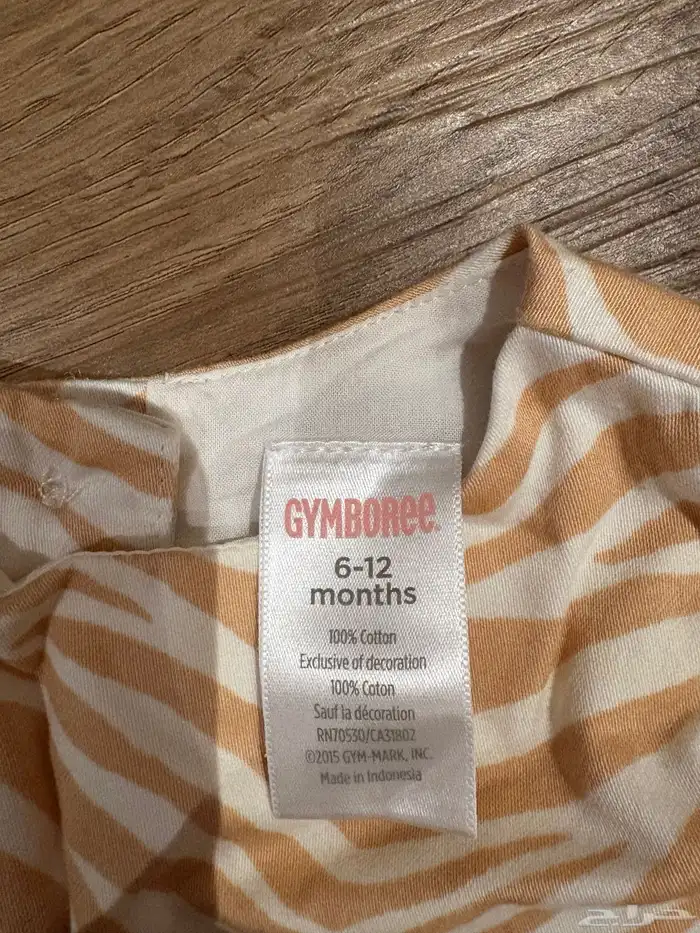 GYMBOREE
6-12
months
100% Cotton
Exclusive of decoration
100% Coton
Sauf la décoration
RN70530/CA31802
©2015 GYM-MARK, INC.
Made in Indonesia
حراج